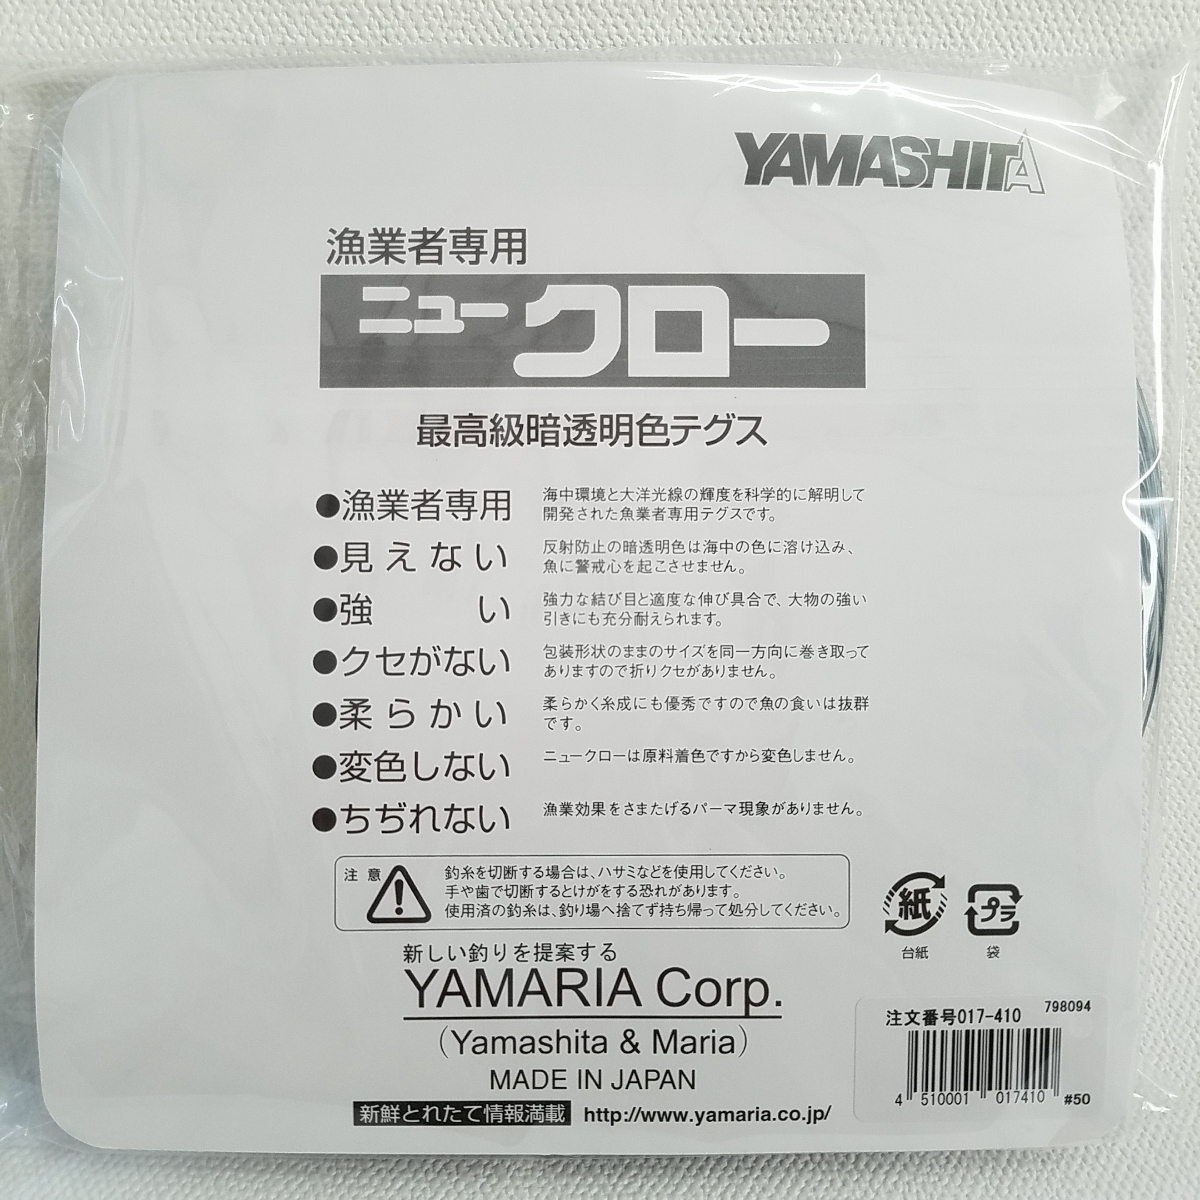 YAMASHITA
漁業者専用
ニュークロー
最高級暗透明色テグス
●漁業者専用 海中環境と大洋光線の輝度を科学的に解明して
開発された魚業者専用テグスです。
●見えない 反射防止の暗透明色は海中の色に溶け込み、
魚に警戒心を起こさせません。
●強い 強力な結び目と適度な伸び具合で、大物の強い
引きにも充分耐えられます。
●クセがない 包装形状のままのサイズを同一方向に巻き取って
ありますので折りクセがありません。
●柔らかい 柔らかく糸成にも優秀ですので魚の食いは抜群
です。
●変色しない ニュークローは原料着色ですから変色しません。
●ちぢれない 漁業効果をさまたげるパーマ現象がありません。
注意 釣糸を切断する場合は、ハサミなどを使用してください。
手や歯で切断するとけがをする恐れがあります。
使用済の釣糸は、釣り場へ捨てず持ち帰って処分してください。
紙 プラ
台紙 袋
新しい釣りを提案する
YAMARIA Corp.
(Yamashita & Maria)
MADE IN JAPAN
新鮮とれたて情報満載 http://www.yamaria.co.jp/
注文番号017-410 798094
4 510001 017410 #50